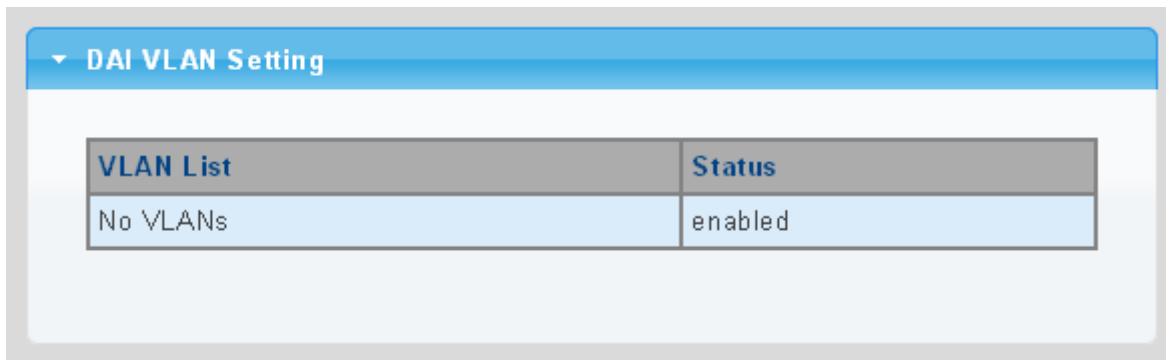 DAI VLAN Setting
VLAN List Status
No VLANs enabled